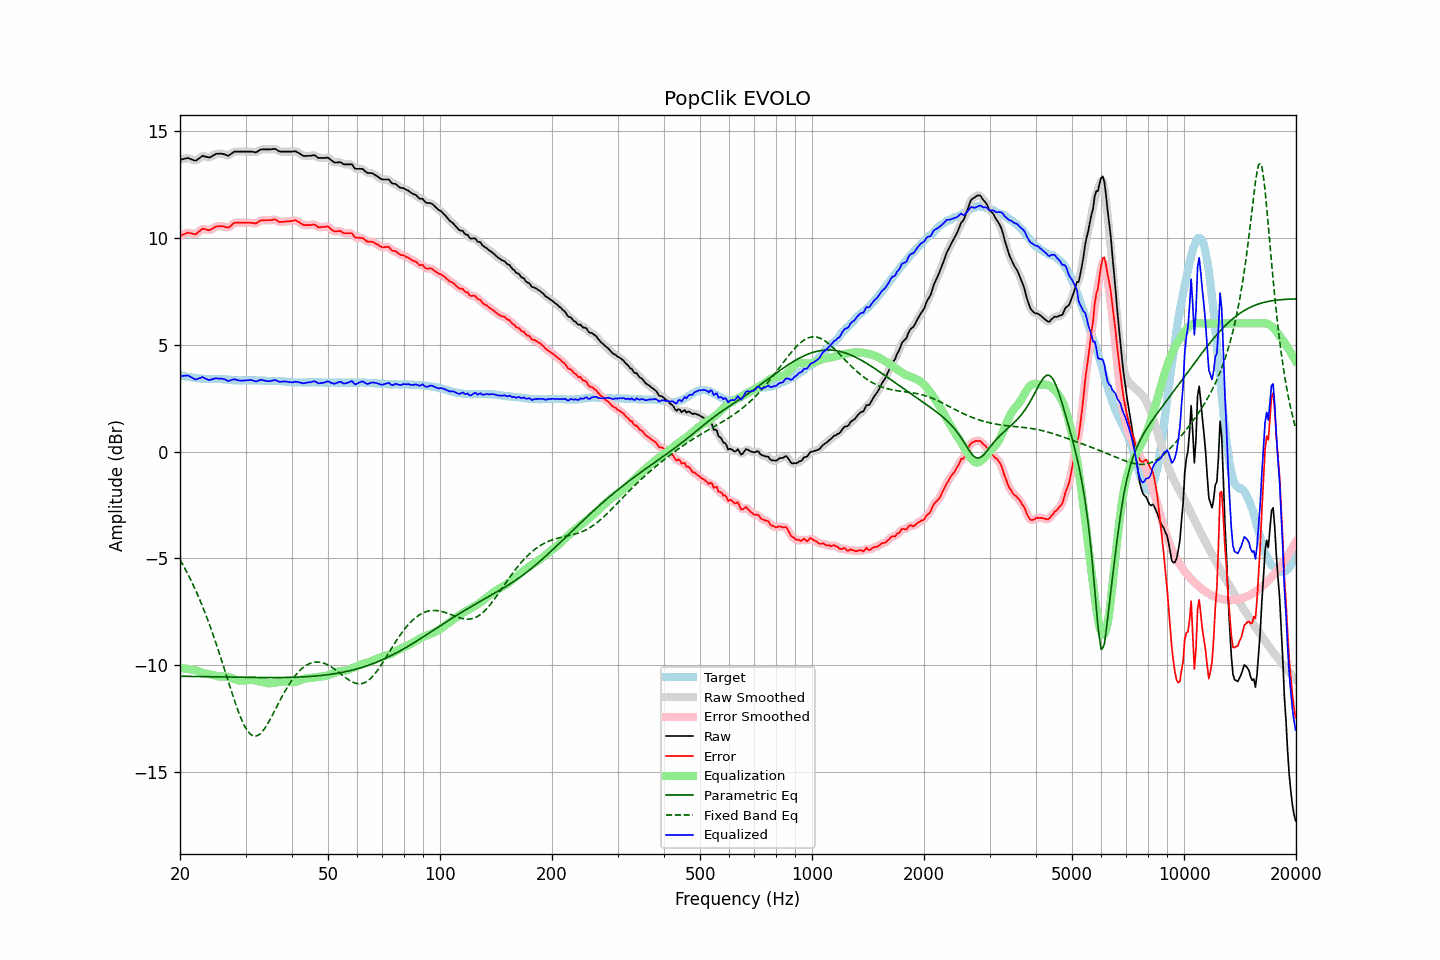 PopClik EVOLO
15
10
5
0
−5
−10
−15
Amplitude (dBr)
Target
Raw Smoothed
Error Smoothed
Raw
Error
Equalization
Parametric Eq
Fixed Band Eq
Equalized
20 50 100 200 500 1000 2000 5000 10000 20000
Frequency (Hz)